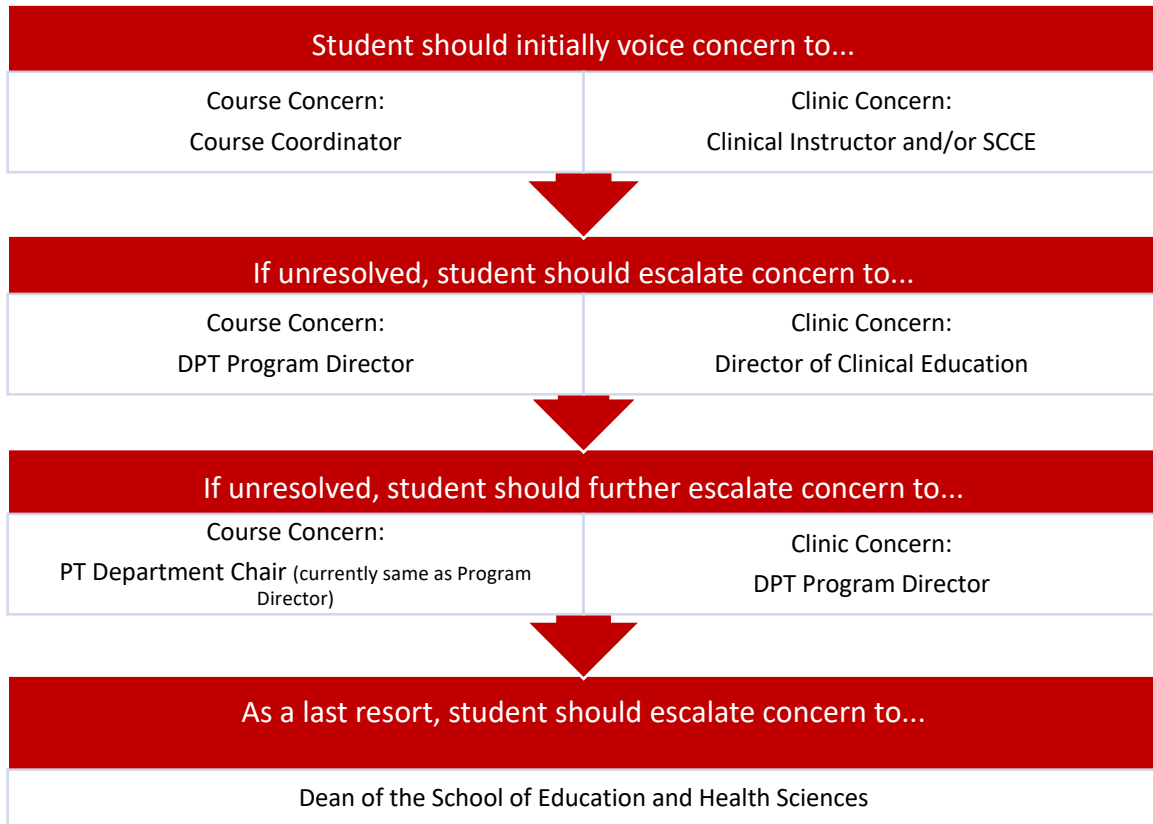 Student should initially voice concern to...
Course Concern:
Course Coordinator
Clinic Concern:
Clinical Instructor and/or SCCE
If unresolved, student should escalate concern to...
Course Concern:
DPT Program Director
Clinic Concern:
Director of Clinical Education
If unresolved, student should further escalate concern to...
Course Concern:
PT Department Chair (currently same as Program
Director)
Clinic Concern:
DPT Program Director
As a last resort, student should escalate concern to...
Dean of the School of Education and Health Sciences